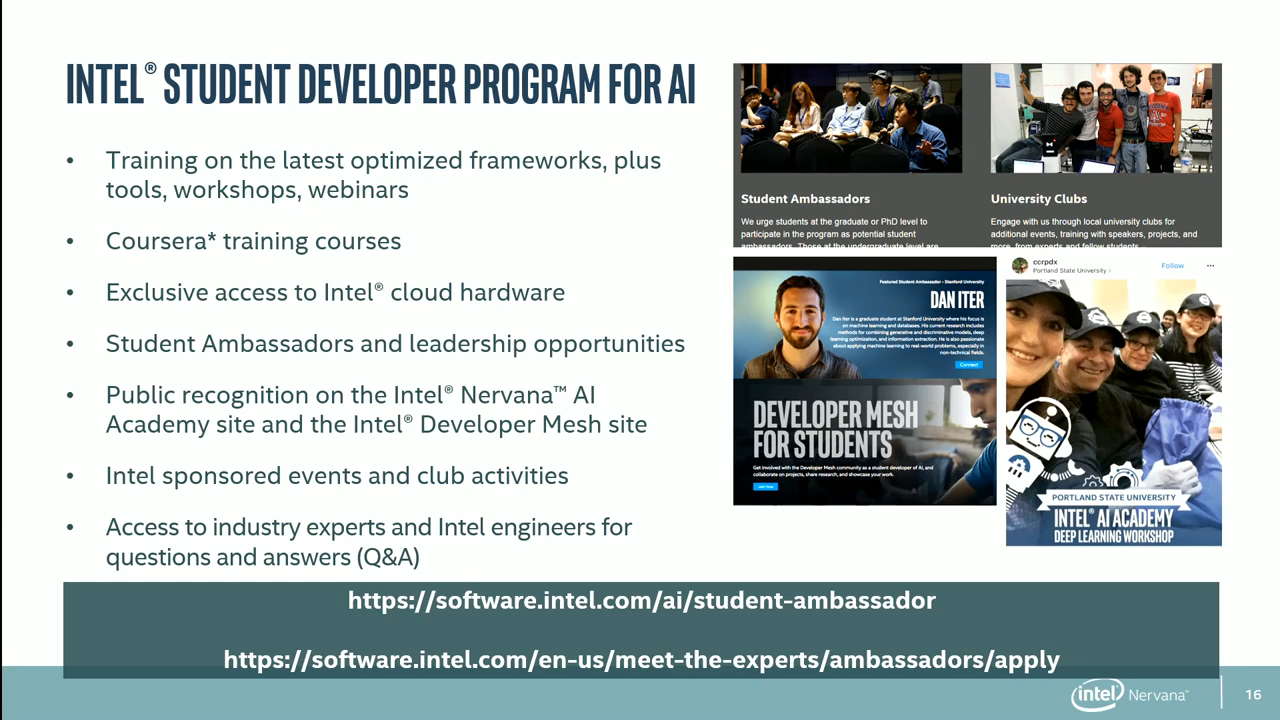 INTEL® STUDENT DEVELOPER PROGRAM FOR AI
• Training on the latest optimized frameworks, plus
tools, workshops, webinars
• Coursera* training courses
• Exclusive access to Intel® cloud hardware
• Student Ambassadors and leadership opportunities
• Public recognition on the Intel® Nervana™ AI
Academy site and the Intel® Developer Mesh site
• Intel sponsored events and club activities
• Access to industry experts and Intel engineers for
questions and answers (Q&A)
Student Ambassadors
We urge students at the graduate or PhD level to
participate in the program as potential student
ambassadors. Those at the undergraduate level are
University Clubs
Engage with us through local university clubs for
additional events, training with speakers, projects, and
more, from experts and fellow students.
Featured Student Ambassador - Stanford University
DAN ITER
Dan Iter is a graduate student at Stanford University where his focus is
on machine learning and databases. His current research includes
methods for combining generative and discriminative models, deep
learning optimization, and information extraction. He is also passionate
about applying machine learning to real-world problems, especially in
non-technical fields.
Connect
DEVELOPER MESH
FOR STUDENTS
Get involved with the Developer Mesh community as a student developer of AI, and
collaborate on projects, share research, and showcase your work.
Join Now
ccrpdx
Portland State University ›
Follow
...
PORTLAND STATE UNIVERSITY
INTEL® AI ACADEMY
DEEP LEARNING WORKSHOP
https://software.intel.com/ai/student-ambassador
https://software.intel.com/en-us/meet-the-experts/ambassadors/apply
intel Nervana™
16